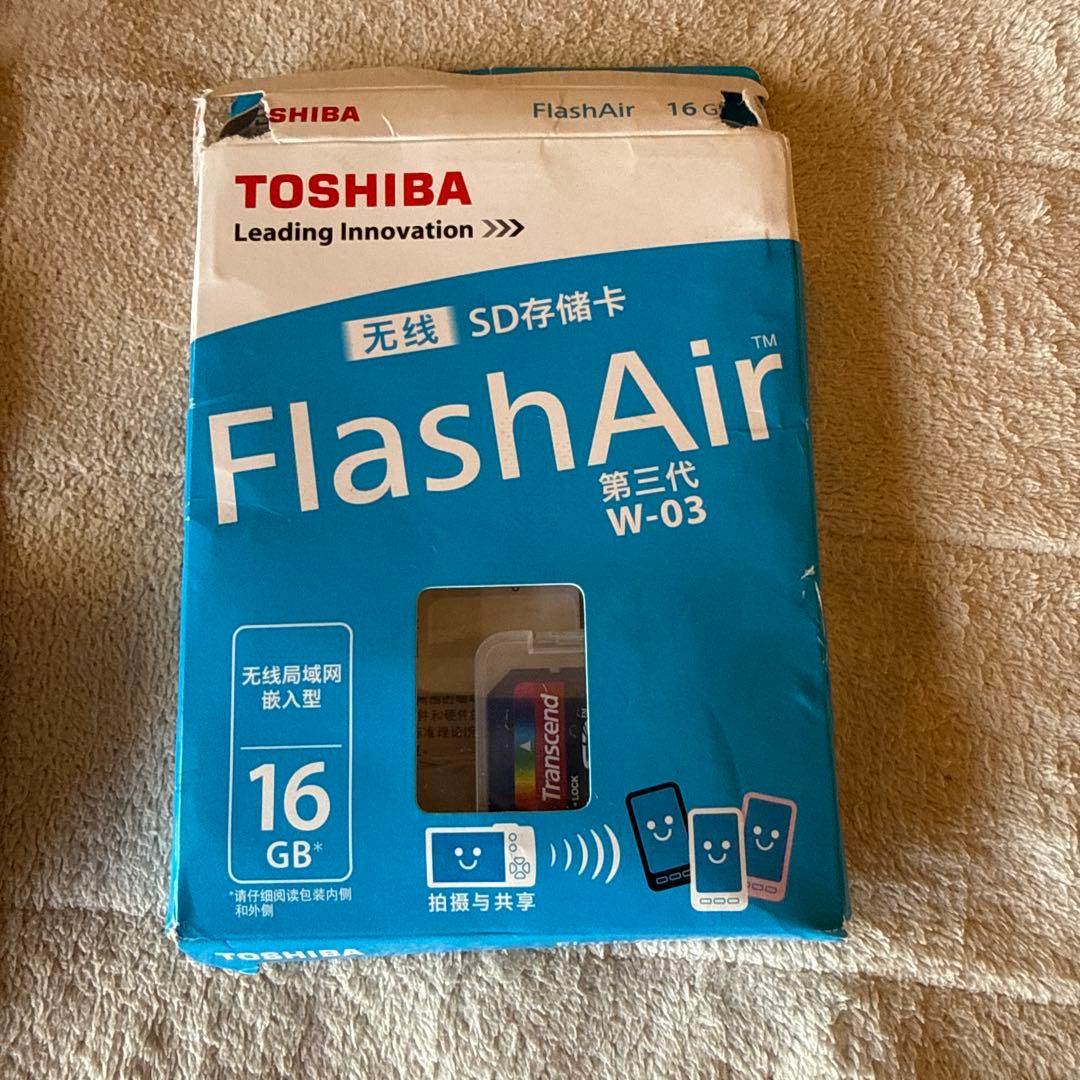 SHIBA FlashAir 16 G
TOSHIBA
Leading Innovation >>>
无线 SD存储卡
FlashAir™
第三代
W-03
无线局域网
嵌入型
16
GB*
*请仔细阅读包装内侧
和外侧
Transcend
LOCK
拍摄与共享
TOSHIBA